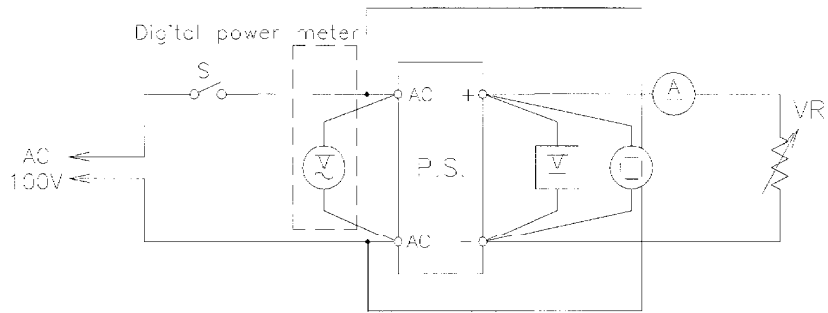 Digital power meter
S
AC
+
A
VR
AC
100V
V
~
P.S.
V
AC
-